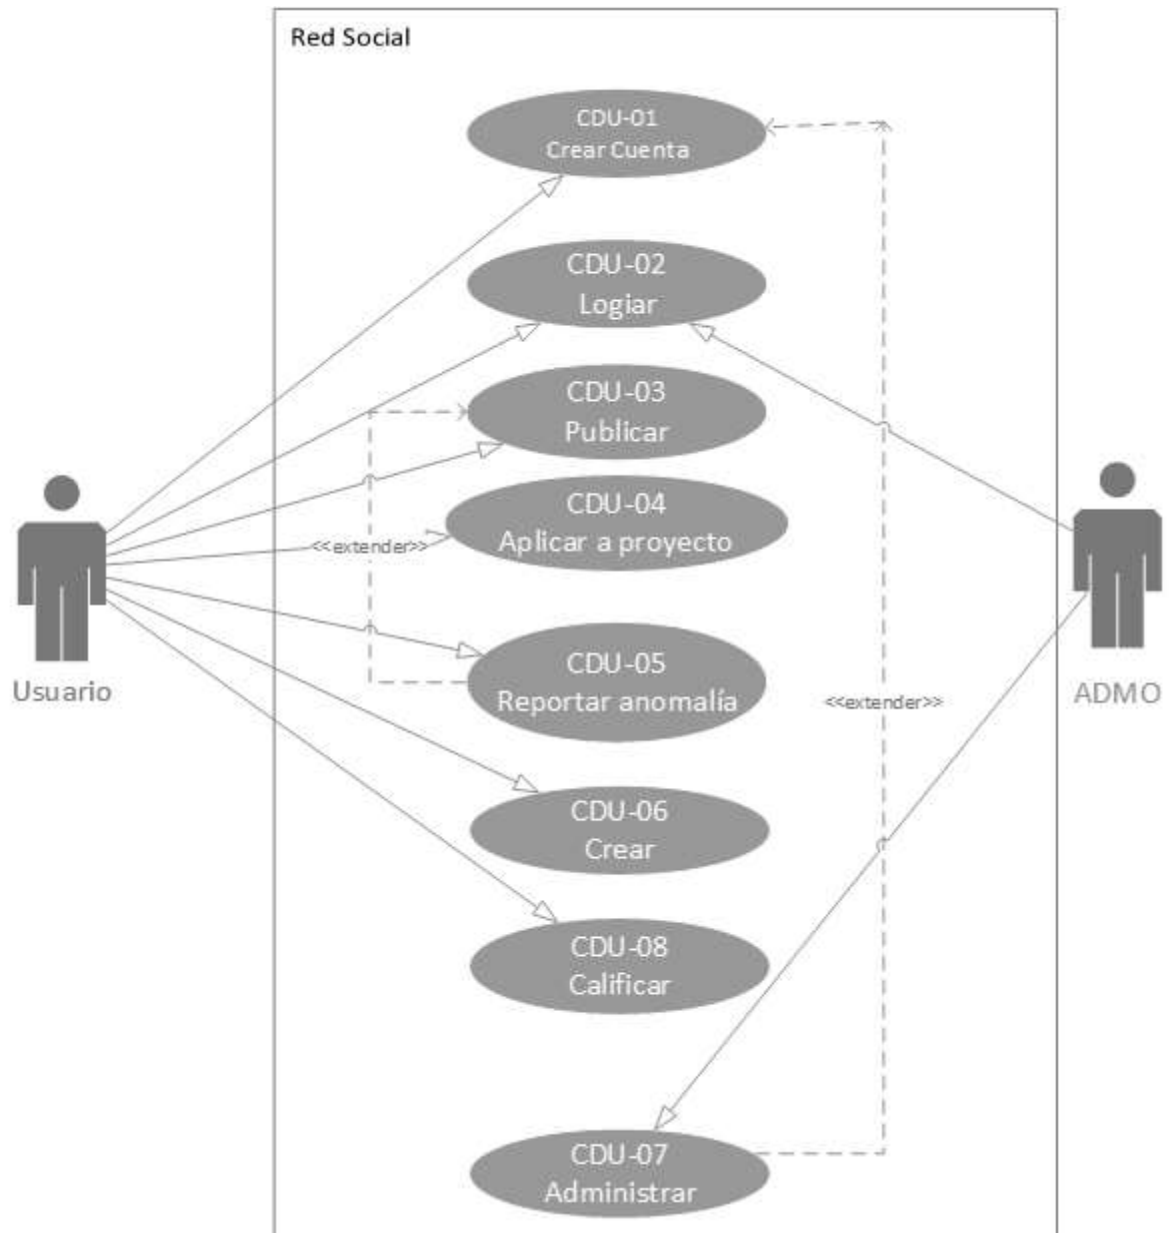 Red Social
CDU-01
Crear Cuenta
CDU-02
Logiar
CDU-03
Publicar
CDU-04
Aplicar a proyecto
<<extender>>
CDU-05
Reportar anomalía
Usuario
ADMO
<<extender>>
CDU-06
Crear
CDU-08
Calificar
CDU-07
Administrar